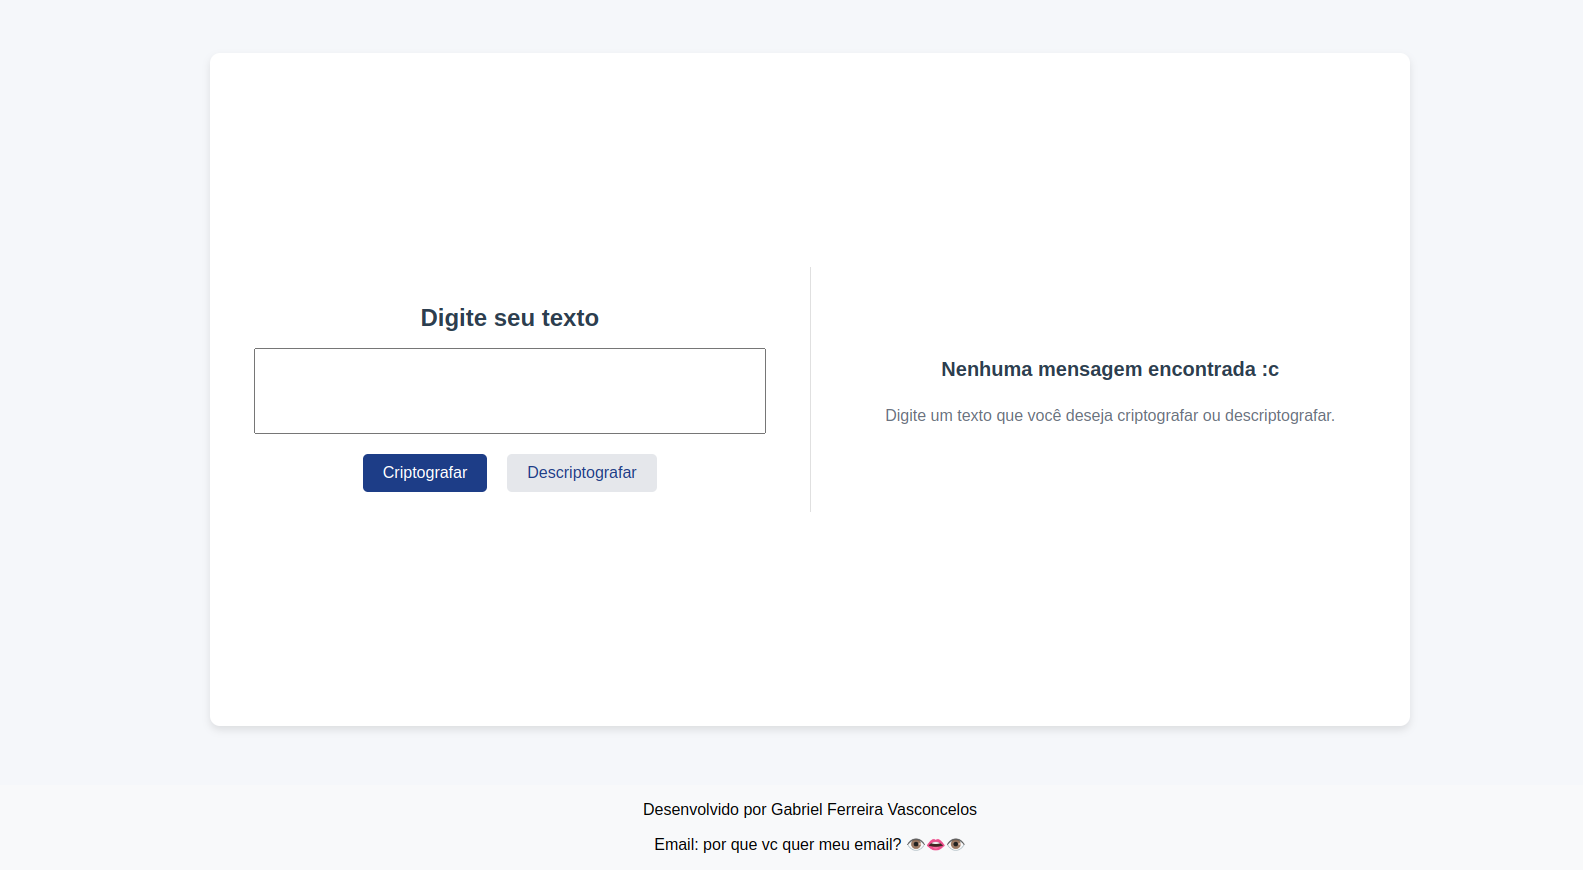 Digite seu texto
Criptografar
Descriptografar
Nenhuma mensagem encontrada :c
Digite um texto que você deseja criptografar ou descriptografar.
Desenvolvido por Gabriel Ferreira Vasconcelos
Email: por que vc quer meu email? 👁️👄👁️